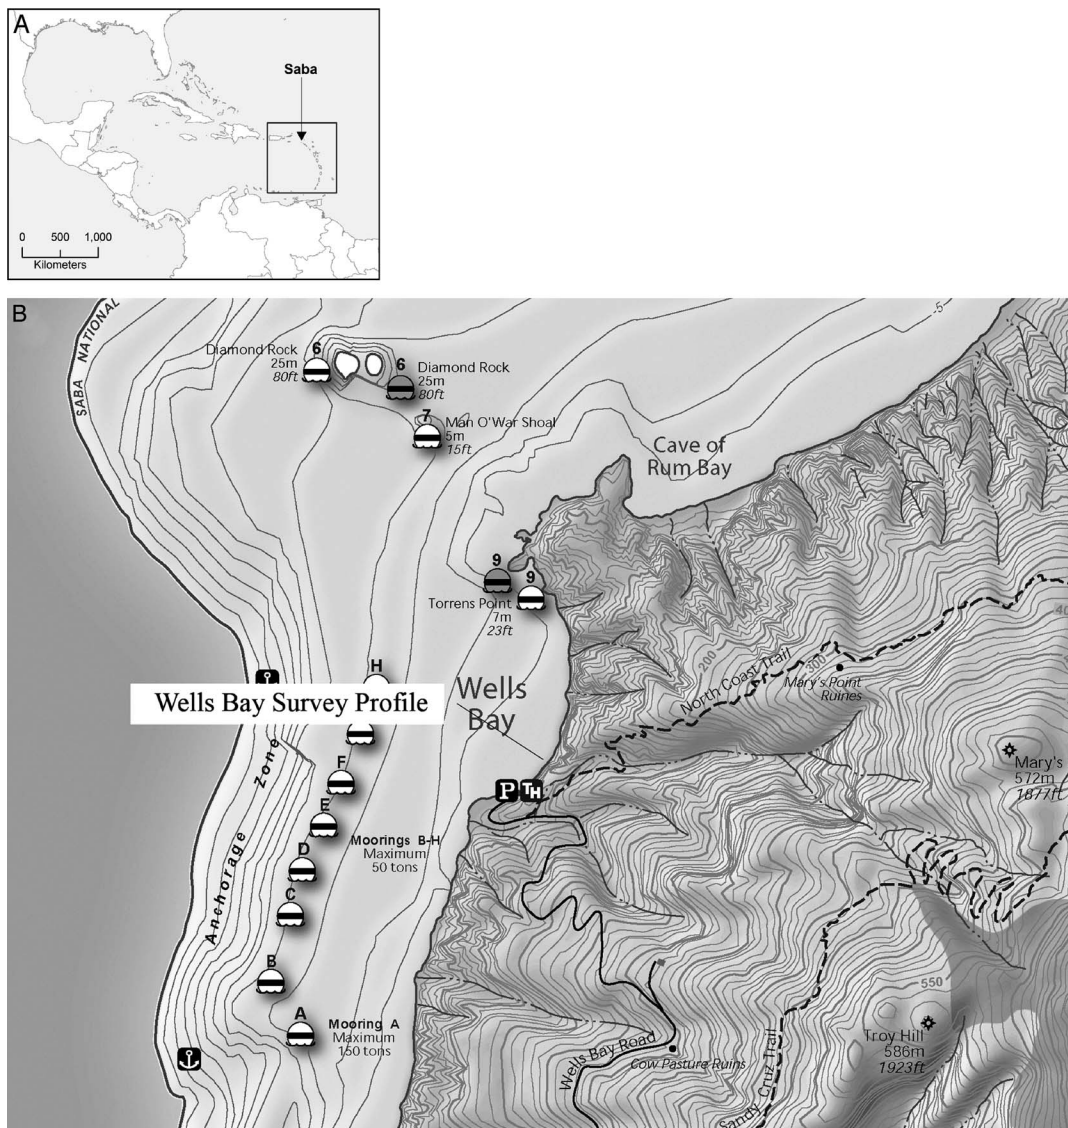 A
Saba
0 500 1,000
Kilometers
B
SABA NATIONAL
-5
Diamond Rock
25m
80ft
6
6
Diamond Rock
25m
80ft
7
Man O'War Shoal
5m
15ft
Cave of
Rum Bay
9
9
Torrens Point
7m
23ft
H
Wells Bay Survey Profile
Wells
Bay
200
North Coast Trail
300
Mary's Point
Ruines
Mary's
572m
1877ft
Anchorage Zone
F
E
D
C
B
A
P
TH
Moorings B-H
Maximum
50 tons
Mooring A
Maximum
150 tons
550
Troy Hill
586m
1923ft
Wells Bay Road
Cow Pasture Ruins
Sandy Cruz Trail